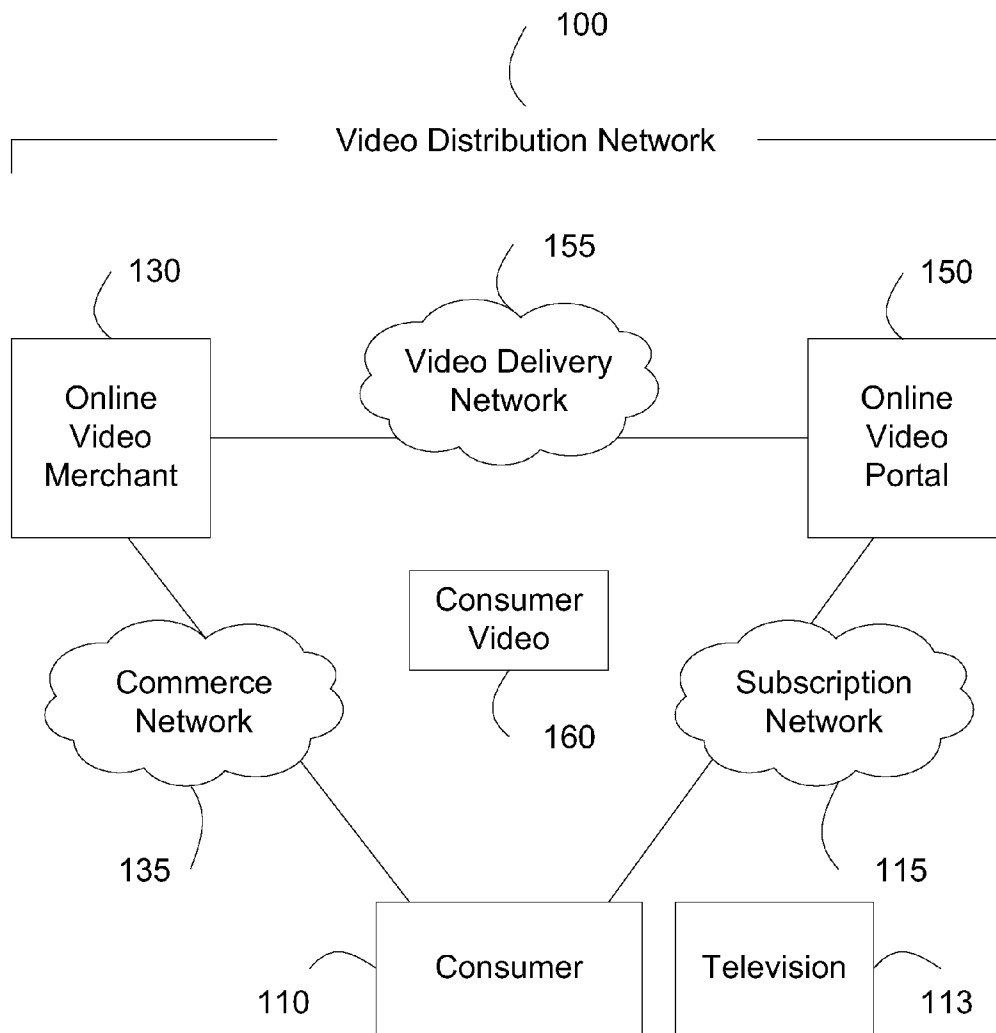 100
Video Distribution Network
155
130
150
Video Delivery
Network
Online
Video
Merchant
Online
Video
Portal
Consumer
Video
Commerce
Network
Subscription
Network
160
135
115
Consumer
Television
110
113